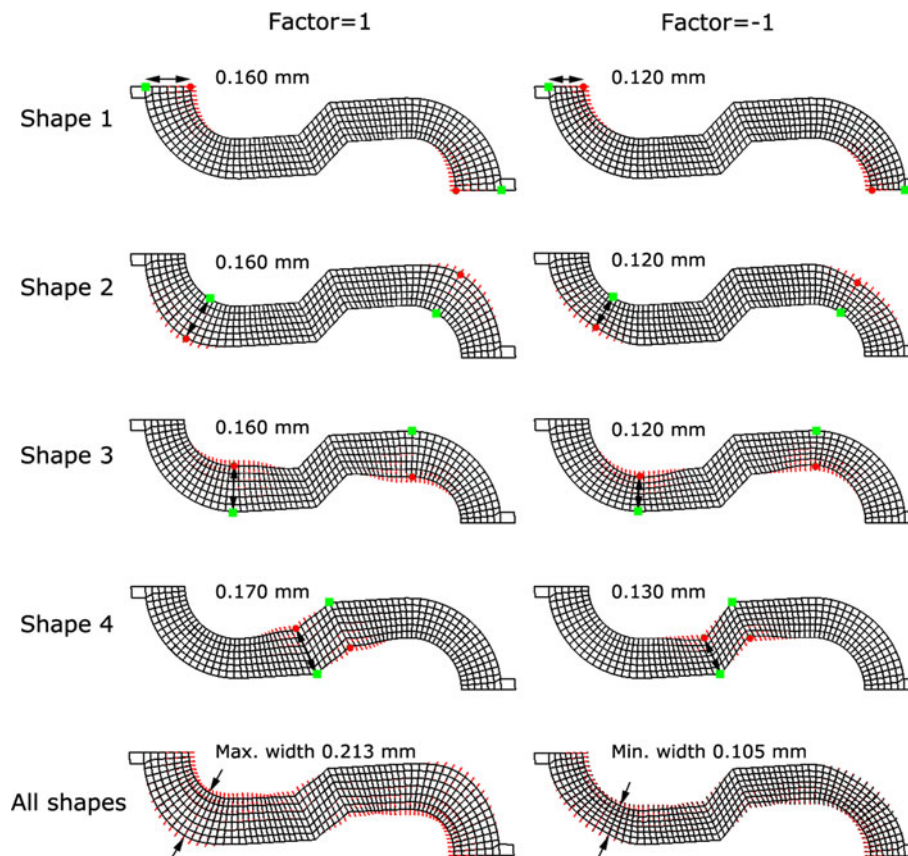 Factor=1 Factor=-1
Shape 1 0.160 mm 0.120 mm
Shape 2 0.160 mm 0.120 mm
Shape 3 0.160 mm 0.120 mm
Shape 4 0.170 mm 0.130 mm
All shapes Max. width 0.213 mm Min. width 0.105 mm